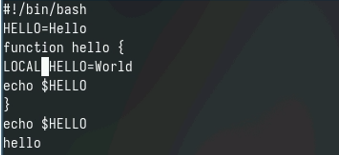 #!/bin/bash
HELLO=Hello
function hello {
LOCAL HELLO=World
echo $HELLO
}
echo $HELLO
hello